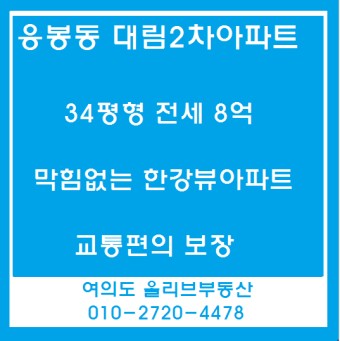 응봉동 대림2차아파트
34평형 전세 8억
막힘없는 한강뷰아파트
교통편의 보장
여의도 올리브부동산
010-2720-4478